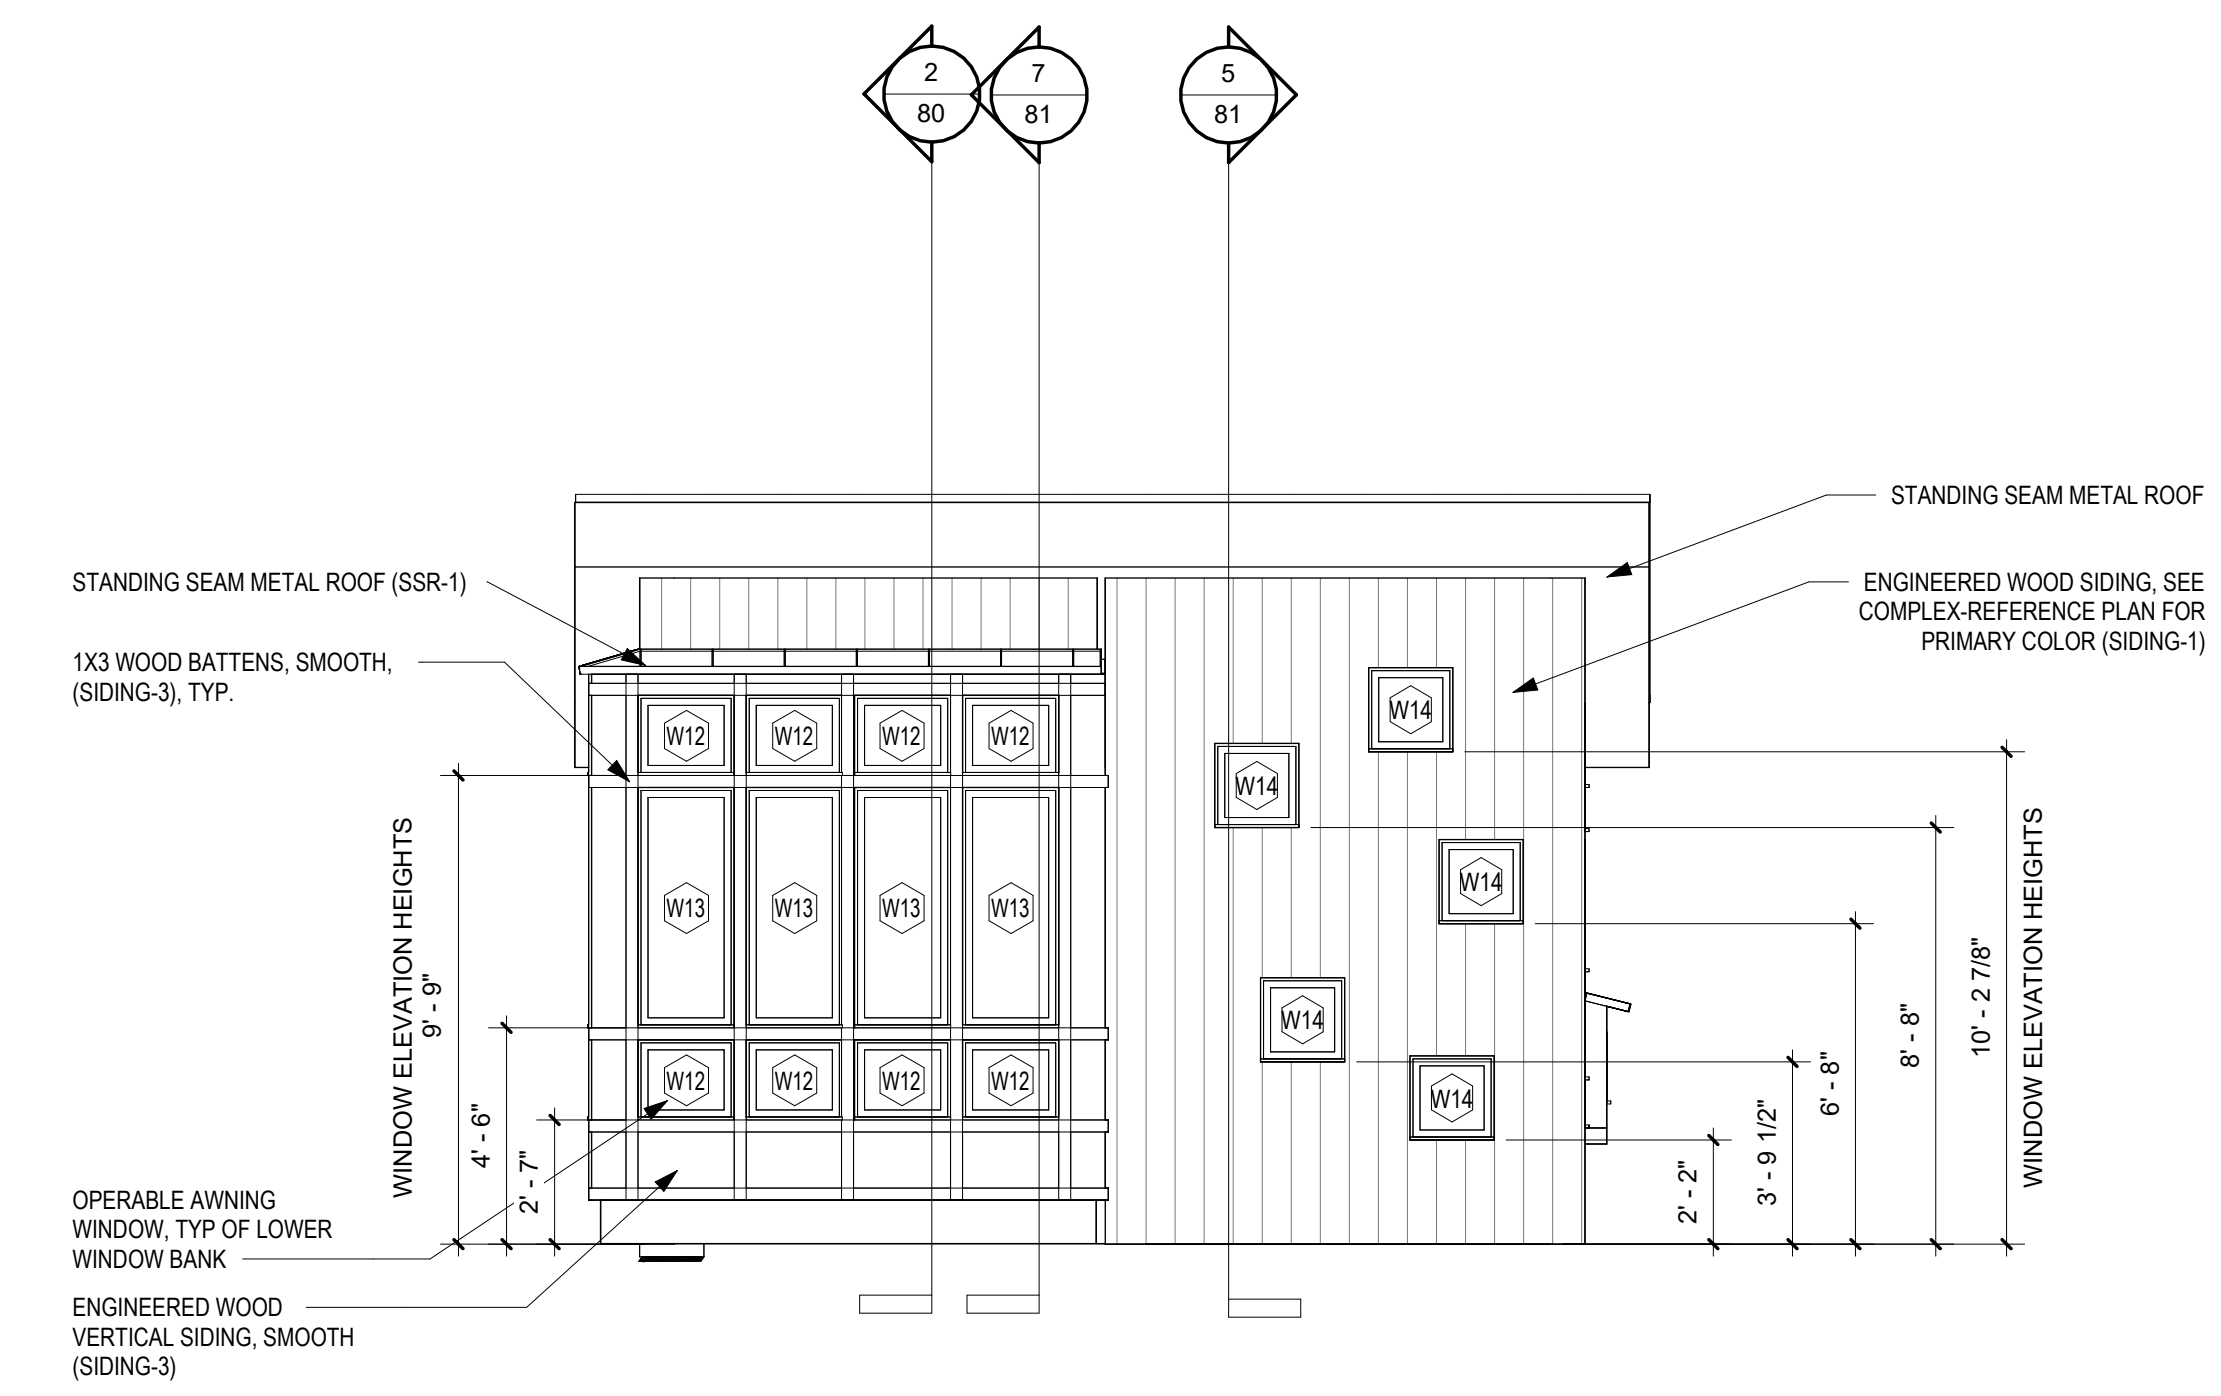 2
80
7
81
5
81
STANDING SEAM METAL ROOF
STANDING SEAM METAL ROOF (SSR-1)
ENGINEERED WOOD SIDING, SEE
COMPLEX-REFERENCE PLAN FOR
PRIMARY COLOR (SIDING-1)
1X3 WOOD BATTENS, SMOOTH,
(SIDING-3), TYP.
W12 W12 W12 W12
W13 W13 W13 W13
W12 W12 W12 W12
W14
W14
W14
W14
W14
WINDOW ELEVATION HEIGHTS
9' - 9"
4' - 6"
2' - 7"
2' - 2"
3' - 9 1/2"
6' - 8"
8' - 8"
10' - 2 7/8"
WINDOW ELEVATION HEIGHTS
OPERABLE AWNING
WINDOW, TYP OF LOWER
WINDOW BANK
ENGINEERED WOOD
VERTICAL SIDING, SMOOTH
(SIDING-3)